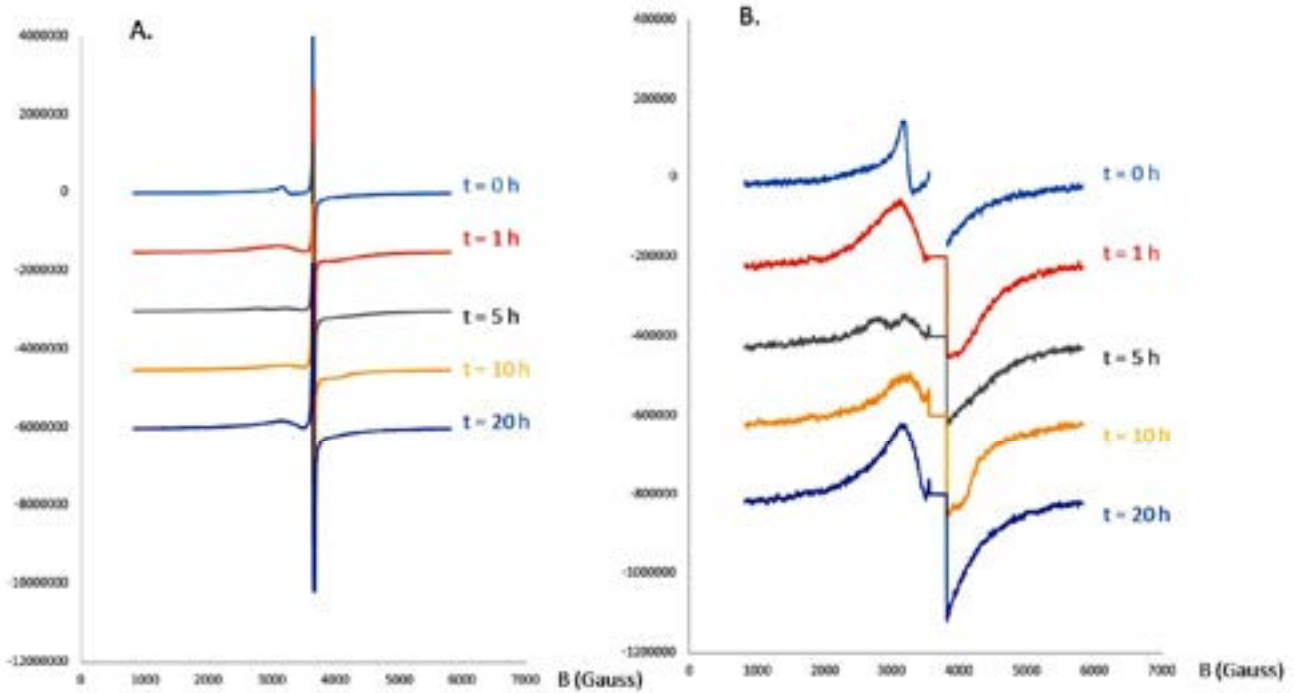 A.
4000000
2000000
0
-2000000
-4000000
-6000000
-8000000
-10000000
-12000000
t = 0 h
t = 1 h
t = 5 h
t = 10 h
t = 20 h
0 1000 2000 3000 4000 5000 6000 7000 B (Gauss)
B.
400000
200000
0
-200000
-400000
-600000
-800000
-1000000
-1200000
t = 0 h
t = 1 h
t = 5 h
t = 10 h
t = 20 h
0 1000 2000 3000 4000 5000 6000 7000 B (Gauss)